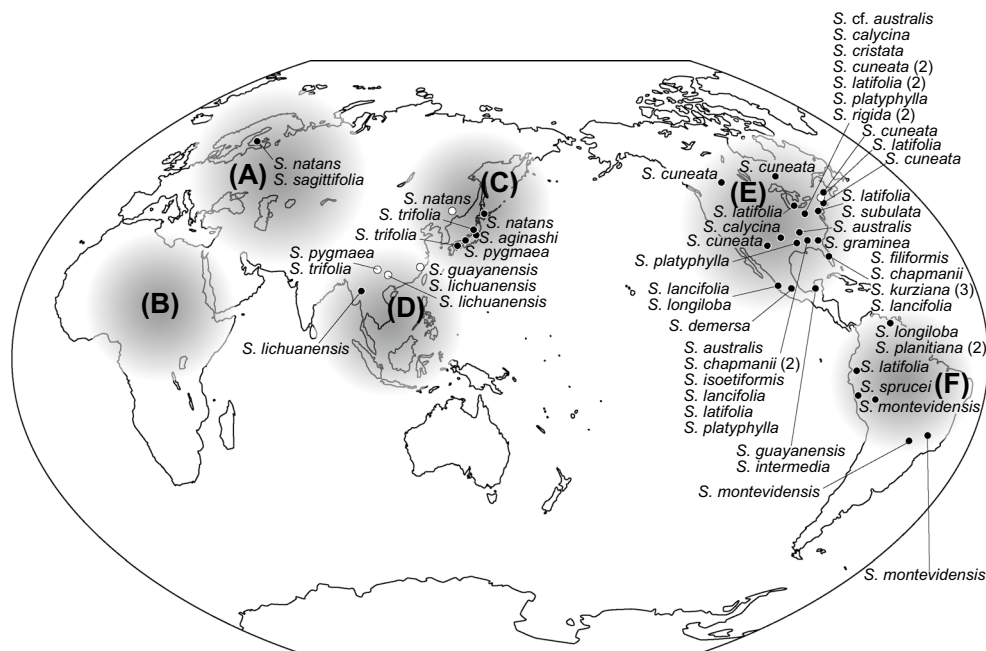 S. cf. australis
S. calycina
S. cristata
S. cuneata (2)
S. latifolia (2)
S. platyphylla
S. rigida (2)
S. cuneata
S. latifolia
S. cuneata
(A)
S. natans
S. sagittifolia
(B)
(C)
S. natans
S. trifolia
S. natans
S. trifolia
S. aginashi
S. pygmaea
S. pygmaea
S. trifolia
S. guayanensis
S. lichuanensis
S. lichuanensis
(D)
S. lichuanensis
(E)
S. cuneata
S. cuneata
S. latifolia
S. calycina
S. cuneata
S. platyphylla
S. latifolia
S. subulata
S. australis
S. graminea
S. filiformis
S. chapmanii
S. kurziana (3)
S. lancifolia
S. lancifolia
S. longiloba
S. demersa
S. australis
S. chapmanii (2)
S. isoetiformis
S. lancifolia
S. latifolia
S. platyphylla
S. guayanensis
S. intermedia
S. longiloba
S. planitiana (2)
S. latifolia
(F)
S. sprucei
S. montevidensis
S. montevidensis
S. montevidensis